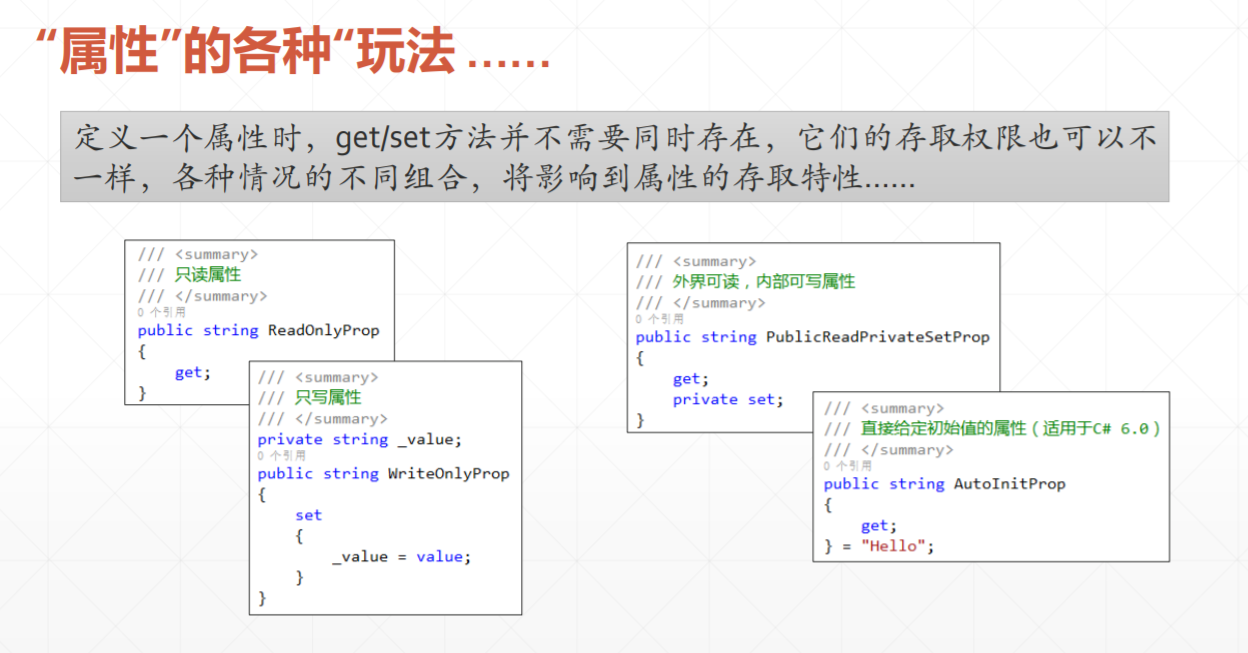 “属性”的各种“玩法 ……
定义一个属性时，get/set方法并不需要同时存在，它们的存取权限也可以不
一样，各种情况的不同组合，将影响到属性的存取特性……
/// <summary>
/// 只读属性
/// </summary>
0 个引用
public string ReadOnlyProp
{
get;
}
/// <summary>
/// 只写属性
/// </summary>
private string _value;
0 个引用
public string WriteOnlyProp
{
set
{
_value = value;
}
}
/// <summary>
/// 外界可读，内部可写属性
/// </summary>
0 个引用
public string PublicReadPrivateSetProp
{
get;
private set;
}
/// <summary>
/// 直接给定初始值的属性（适用于C# 6.0）
/// </summary>
0 个引用
public string AutoInitProp
{
get;
} = "Hello";